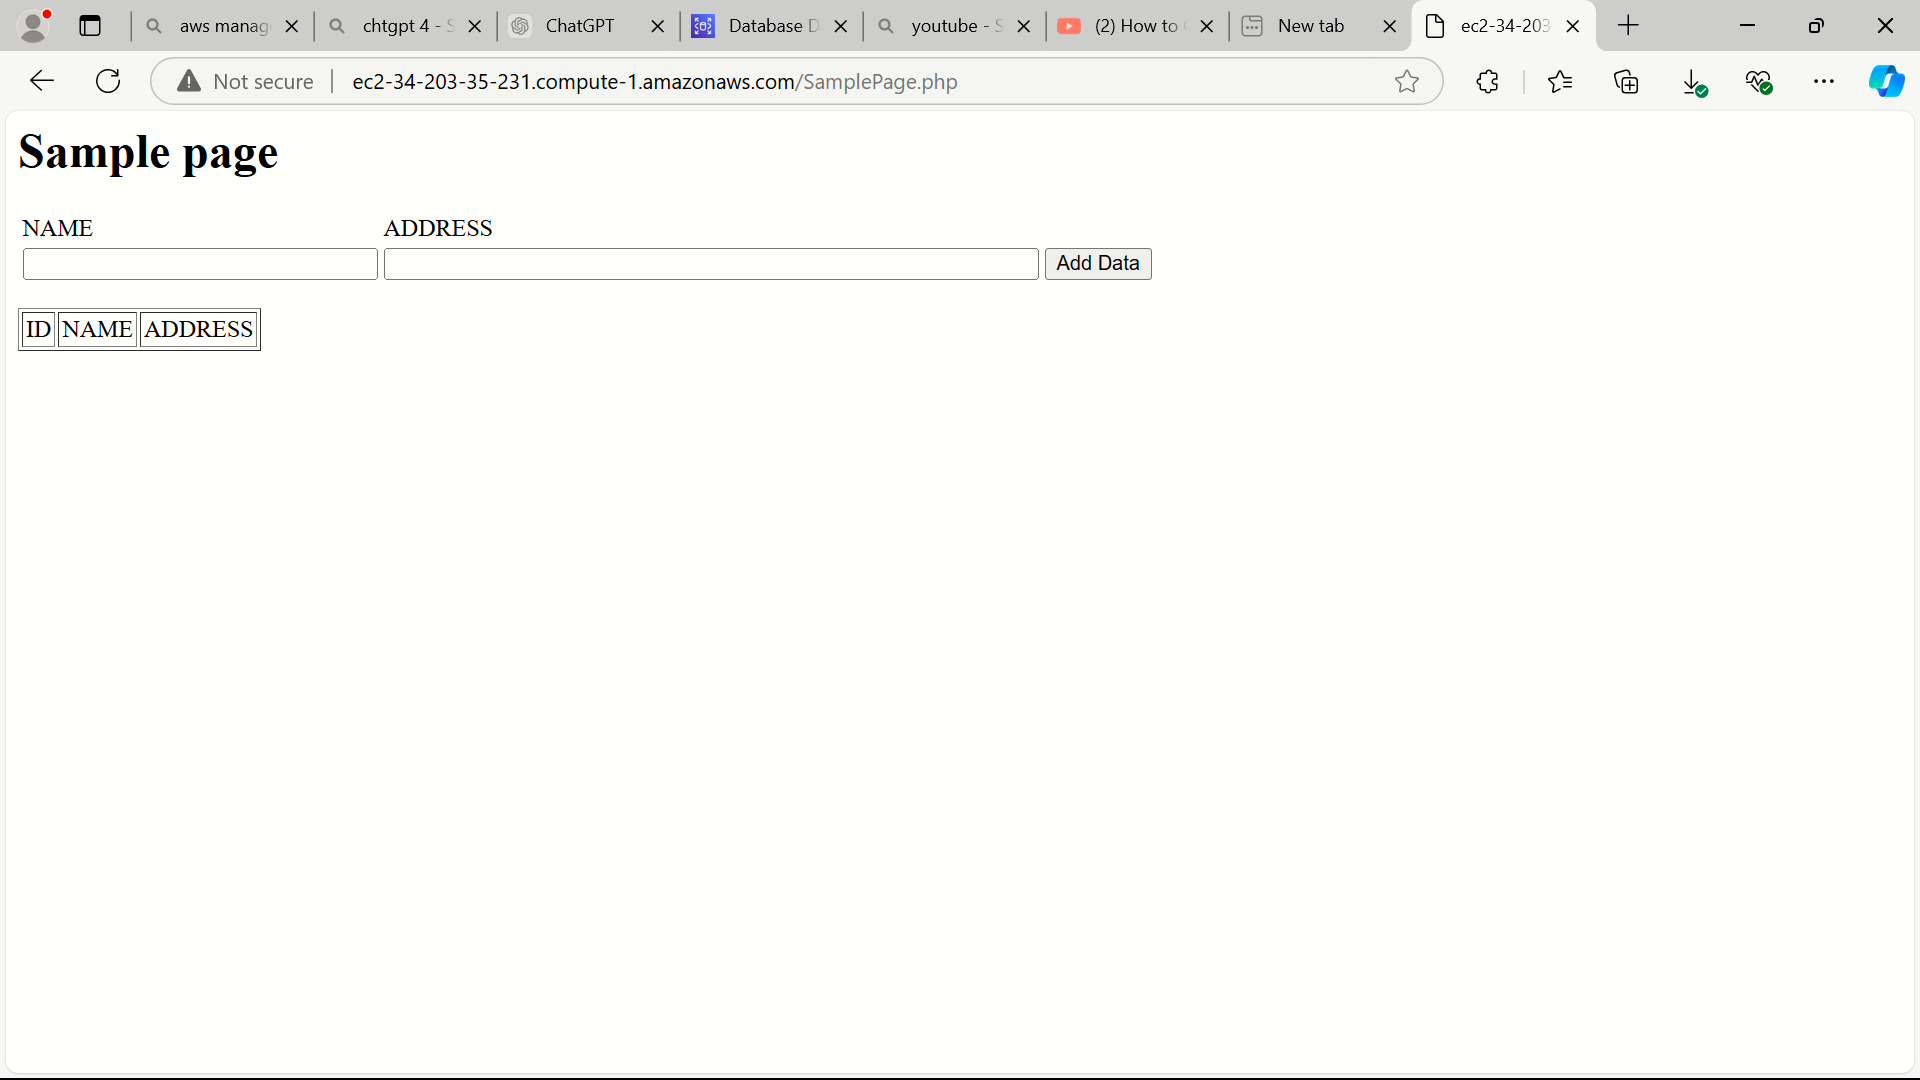 aws manag
chtgpt 4 - S
ChatGPT
Database D
youtube - S
(2) How to
New tab
ec2-34-203
Not secure
ec2-34-203-35-231.compute-1.amazonaws.com/SamplePage.php
Sample page
NAME ADDRESS
Add Data
ID NAME ADDRESS